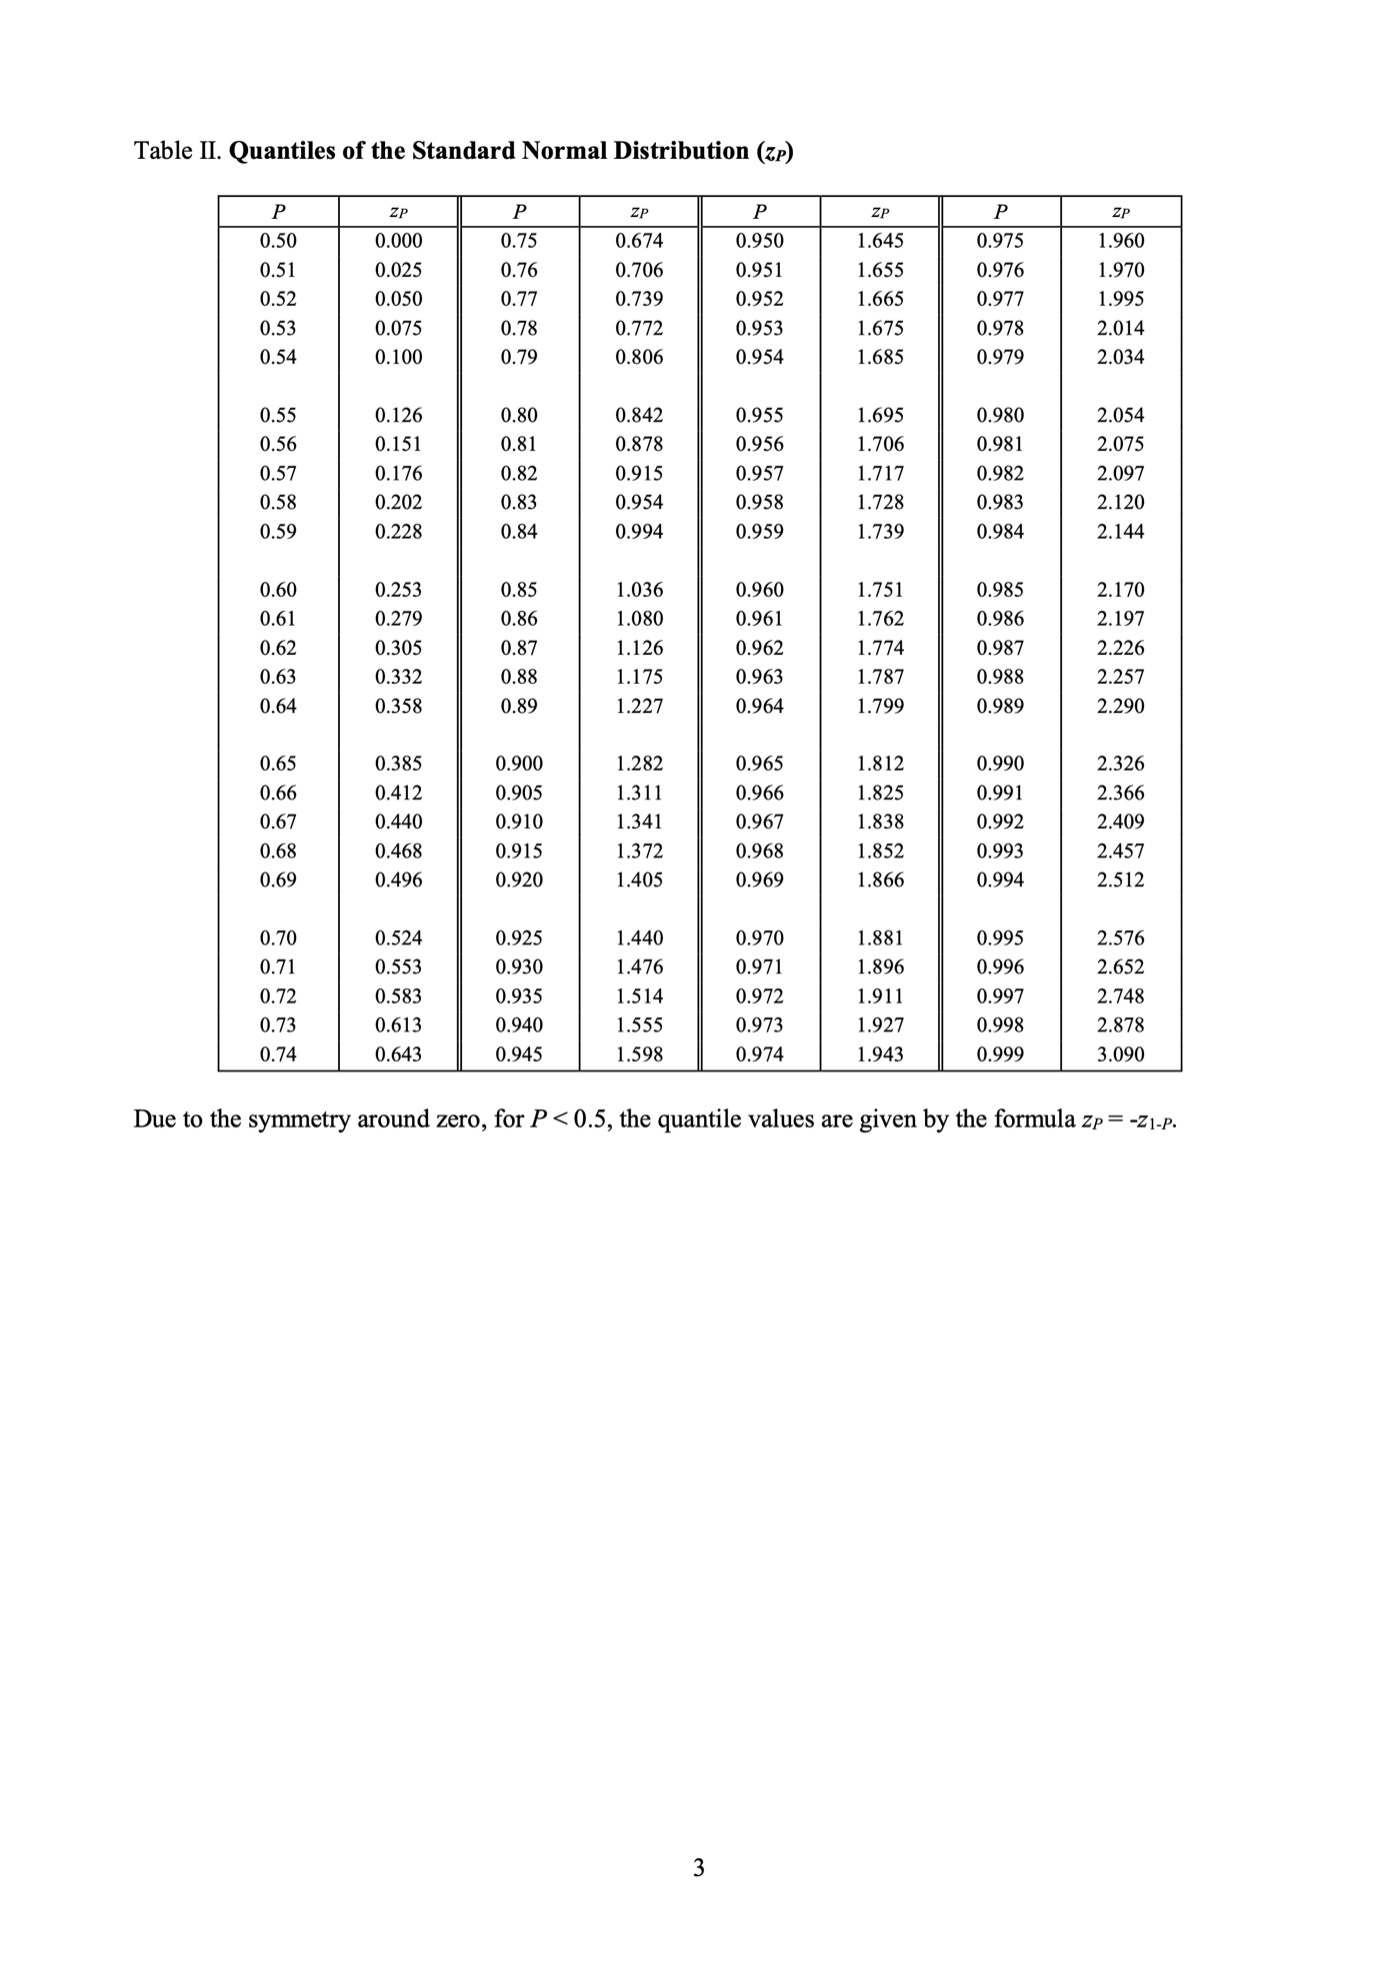 Table II. Quantiles of the Standard Normal Distribution (zP)
P zP P zP P zP P zP
0.50 0.000 0.75 0.674 0.950 1.645 0.975 1.960
0.51 0.025 0.76 0.706 0.951 1.655 0.976 1.970
0.52 0.050 0.77 0.739 0.952 1.665 0.977 1.995
0.53 0.075 0.78 0.772 0.953 1.675 0.978 2.014
0.54 0.100 0.79 0.806 0.954 1.685 0.979 2.034
0.55 0.126 0.80 0.842 0.955 1.695 0.980 2.054
0.56 0.151 0.81 0.878 0.956 1.706 0.981 2.075
0.57 0.176 0.82 0.915 0.957 1.717 0.982 2.097
0.58 0.202 0.83 0.954 0.958 1.728 0.983 2.120
0.59 0.228 0.84 0.994 0.959 1.739 0.984 2.144
0.60 0.253 0.85 1.036 0.960 1.751 0.985 2.170
0.61 0.279 0.86 1.080 0.961 1.762 0.986 2.197
0.62 0.305 0.87 1.126 0.962 1.774 0.987 2.226
0.63 0.332 0.88 1.175 0.963 1.787 0.988 2.257
0.64 0.358 0.89 1.227 0.964 1.799 0.989 2.290
0.65 0.385 0.900 1.282 0.965 1.812 0.990 2.326
0.66 0.412 0.905 1.311 0.966 1.825 0.991 2.366
0.67 0.440 0.910 1.341 0.967 1.838 0.992 2.409
0.68 0.468 0.915 1.372 0.968 1.852 0.993 2.457
0.69 0.496 0.920 1.405 0.969 1.866 0.994 2.512
0.70 0.524 0.925 1.440 0.970 1.881 0.995 2.576
0.71 0.553 0.930 1.476 0.971 1.896 0.996 2.652
0.72 0.583 0.935 1.514 0.972 1.911 0.997 2.748
0.73 0.613 0.940 1.555 0.973 1.927 0.998 2.878
0.74 0.643 0.945 1.598 0.974 1.943 0.999 3.090
Due to the symmetry around zero, for P < 0.5, the quantile values are given by the formula zP = -z1-P.
3